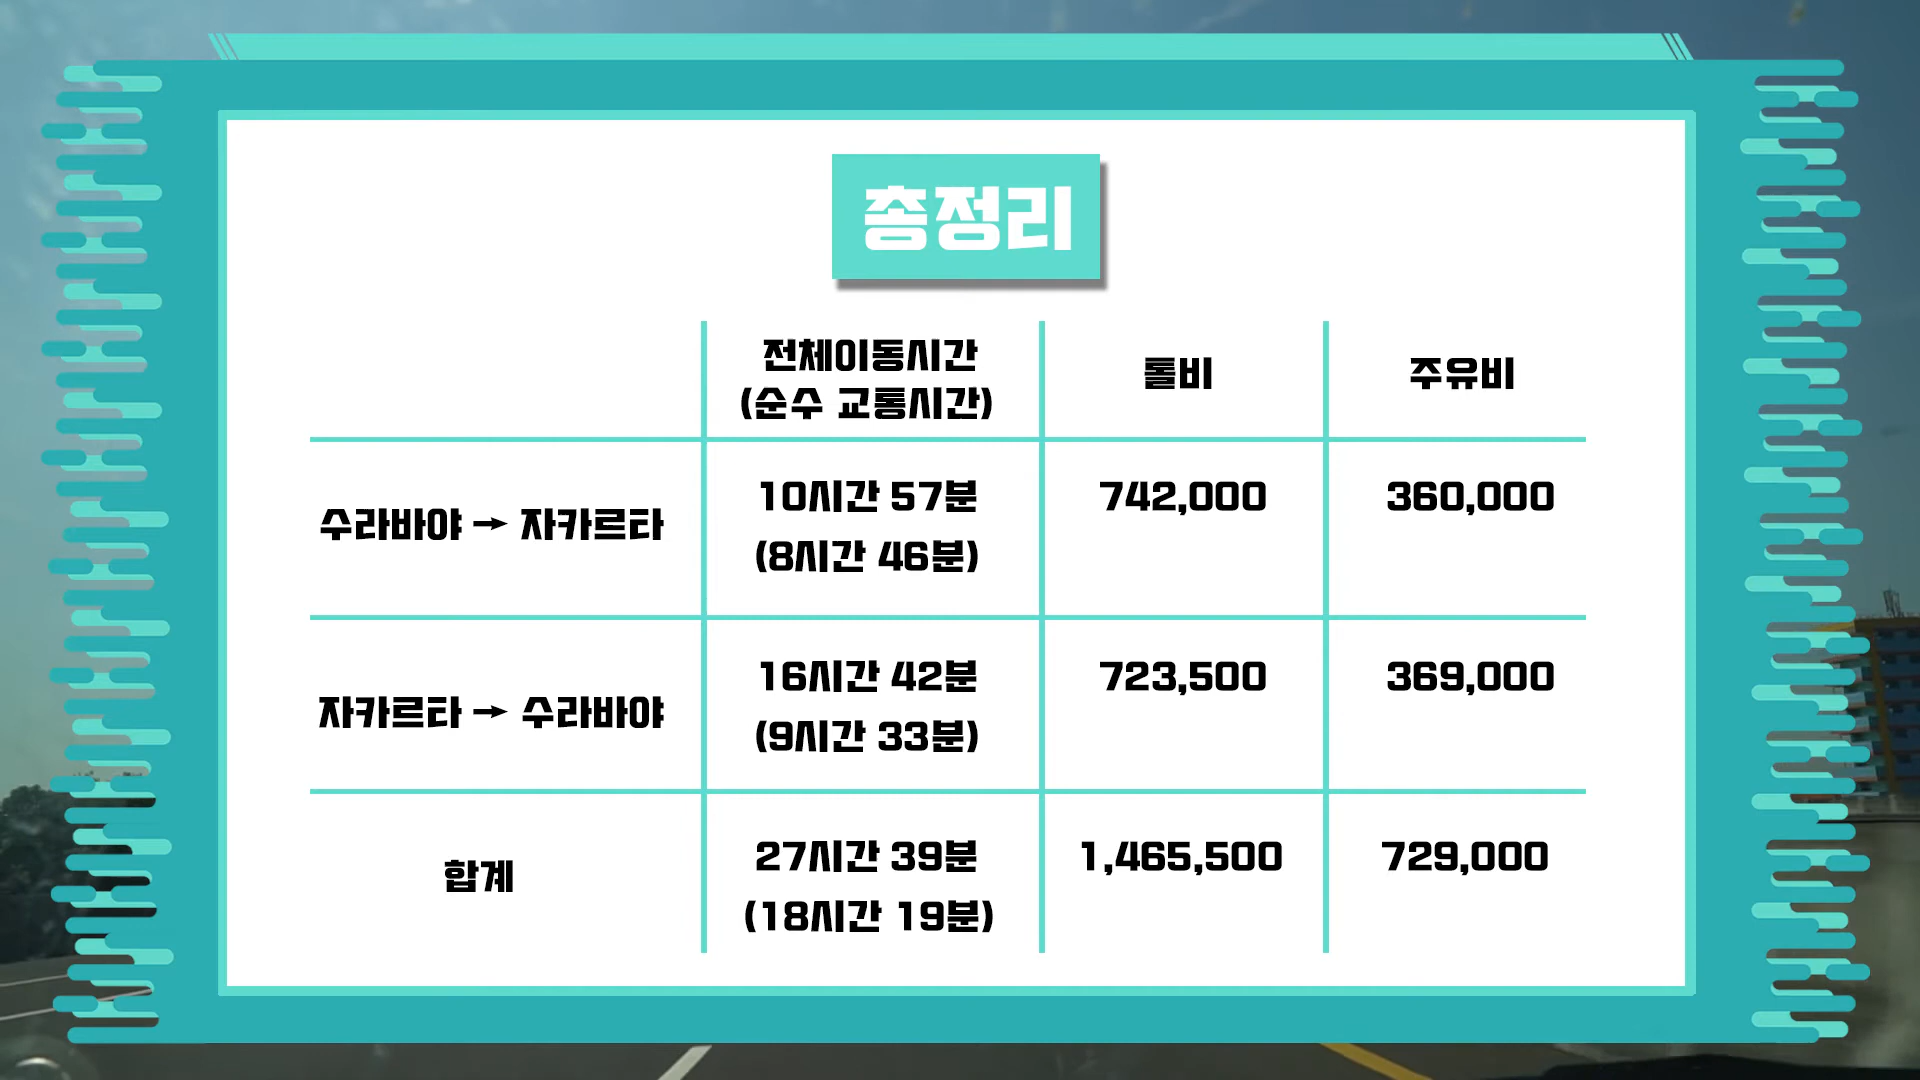 총정리
전체이동시간
(순수 교통시간)
톨비
주유비
수라바야 → 자카르타
10시간 57분
(8시간 46분)
742,000
360,000
자카르타 → 수라바야
16시간 42분
(9시간 33분)
723,500
369,000
합계
27시간 39분
(18시간 19분)
1,465,500
729,000